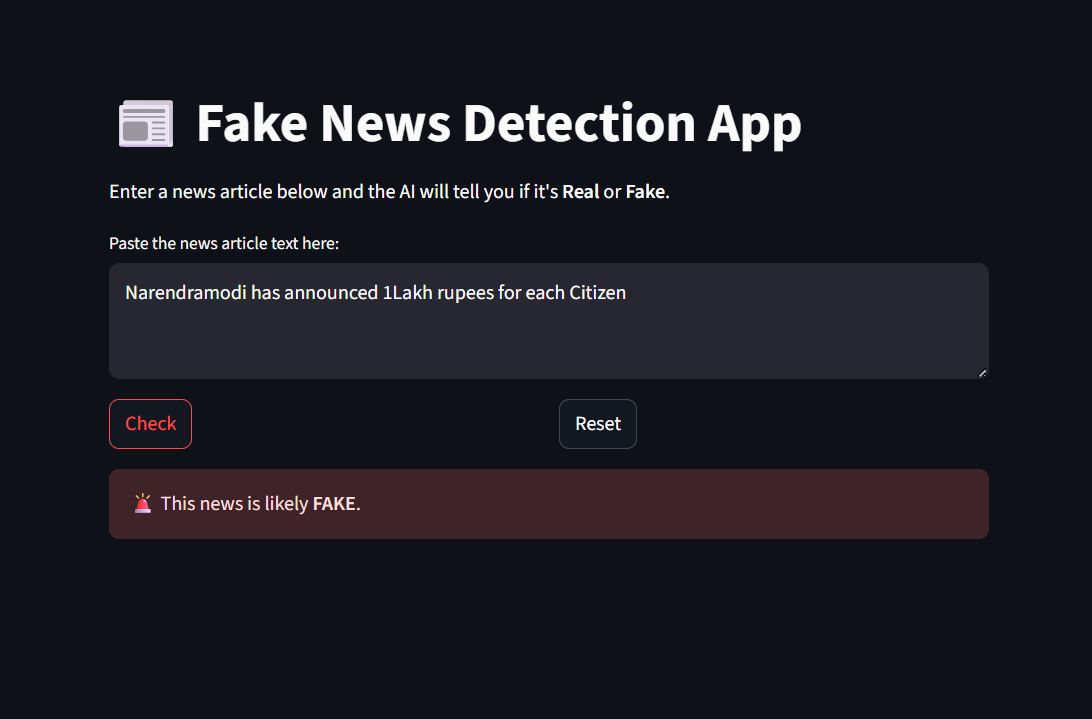 Fake News Detection App
Enter a news article below and the AI will tell you if it's Real or Fake.
Paste the news article text here:
Narendramodi has announced 1Lakh rupees for each Citizen
Check
Reset
This news is likely FAKE.